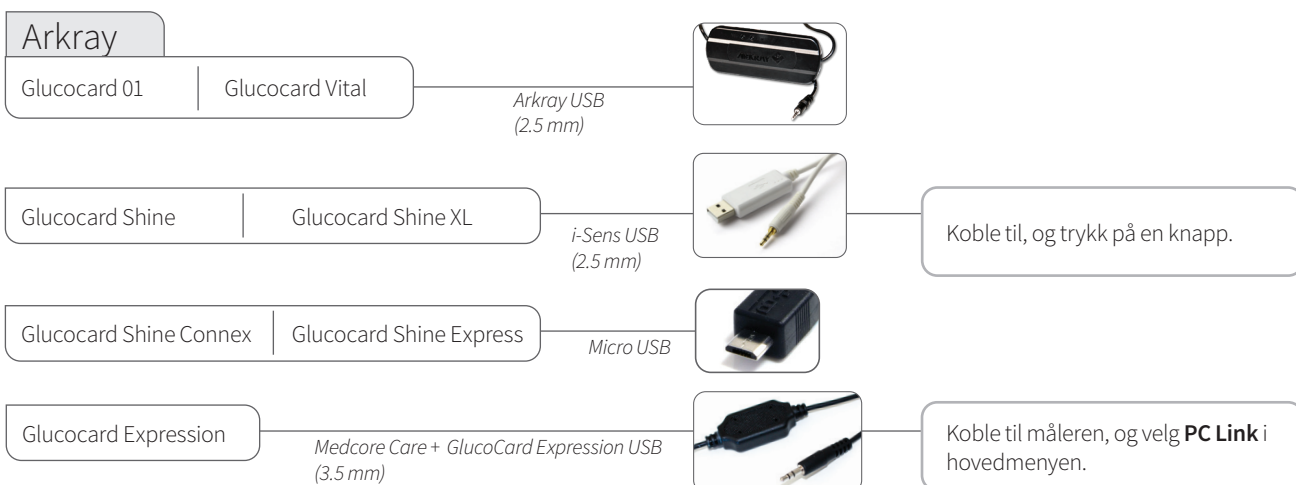 Arkray
Glucocard 01
Glucocard Vital
Arkray USB
(2.5 mm)
ARKRAY
Glucocard Shine
Glucocard Shine XL
i-Sens USB
(2.5 mm)
Koble til, og trykk på en knapp.
Glucocard Shine Connex
Glucocard Shine Express
Micro USB
Glucocard Expression
Medcore Care + GlucoCard Expression USB
(3.5 mm)
Koble til måleren, og velg PC Link i
hovedmenyen.